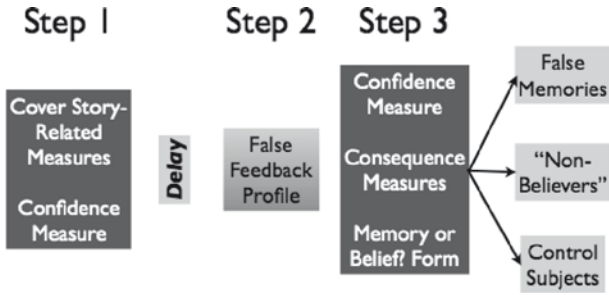 Step 1
Step 2
Step 3
Cover Story-
Related
Measures
Confidence
Measure
Delay
False
Feedback
Profile
Confidence
Measure
Consequence
Measures
Memory or
Belief? Form
False
Memories
“Non-
Believers”
Control
Subjects